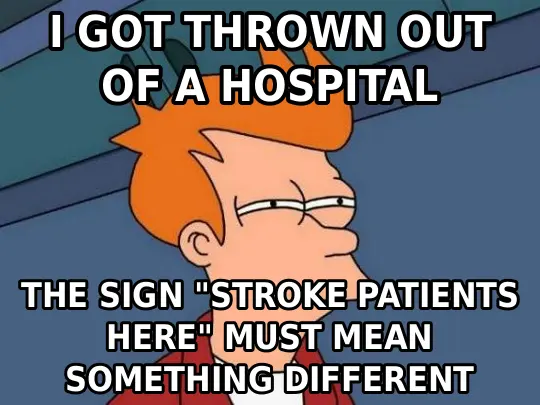 I GOT THROWN OUT
OF A HOSPITAL
THE SIGN "STROKE PATIENTS
HERE" MUST MEAN
SOMETHING DIFFERENT